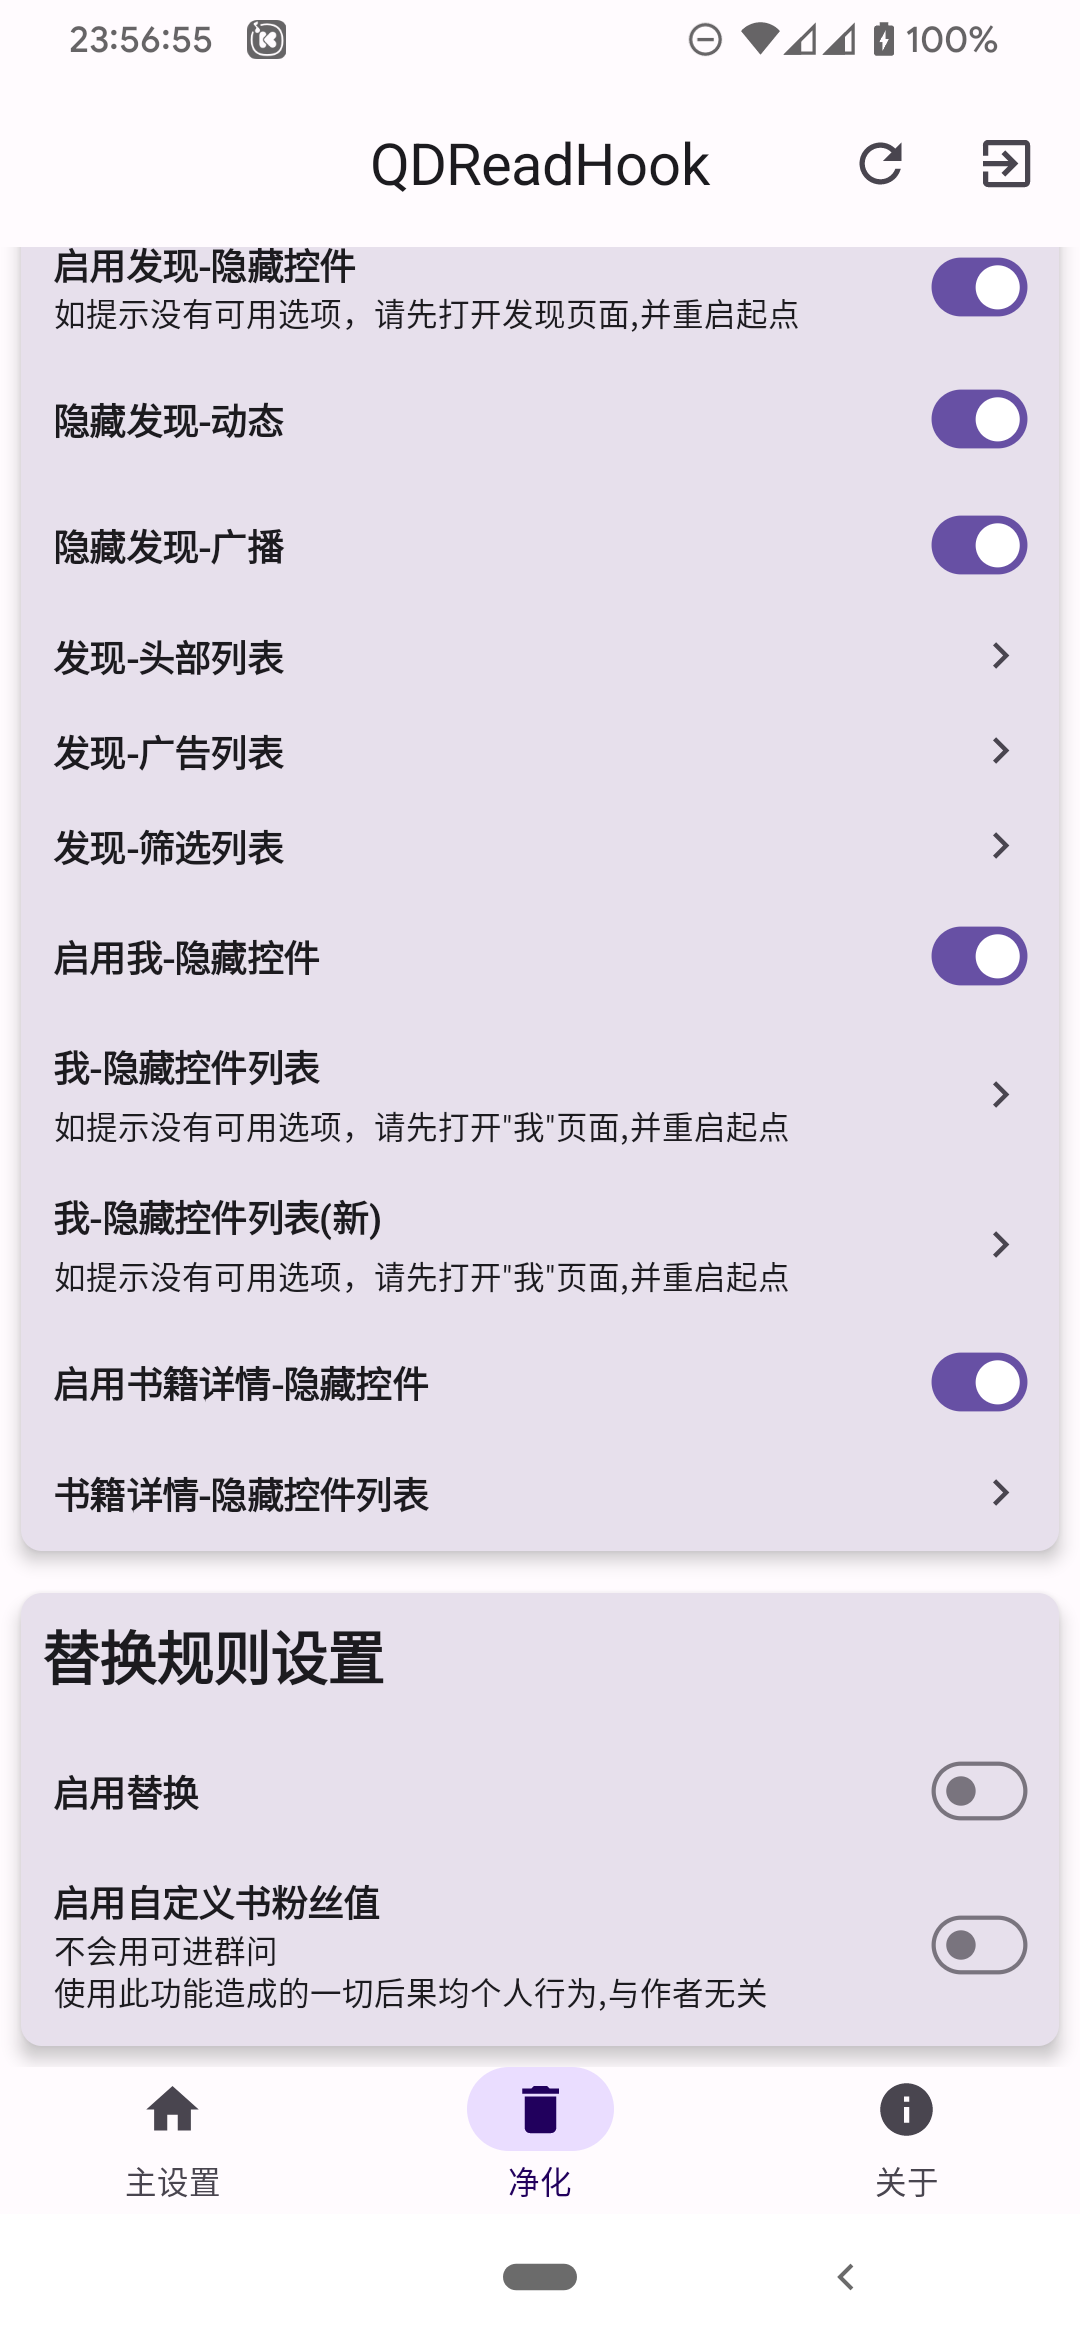 23:56:55
100%
QDReadHook
启用发现-隐藏控件
如提示没有可用选项，请先打开发现页面,并重启起点
隐藏发现-动态
隐藏发现-广播
发现-头部列表
发现-广告列表
发现-筛选列表
启用我-隐藏控件
我-隐藏控件列表
如提示没有可用选项，请先打开"我"页面,并重启起点
我-隐藏控件列表(新)
如提示没有可用选项，请先打开"我"页面,并重启起点
启用书籍详情-隐藏控件
书籍详情-隐藏控件列表
替换规则设置
启用替换
启用自定义书粉丝值
不会用可进群问
使用此功能造成的一切后果均个人行为,与作者无关
主设置
净化
关于